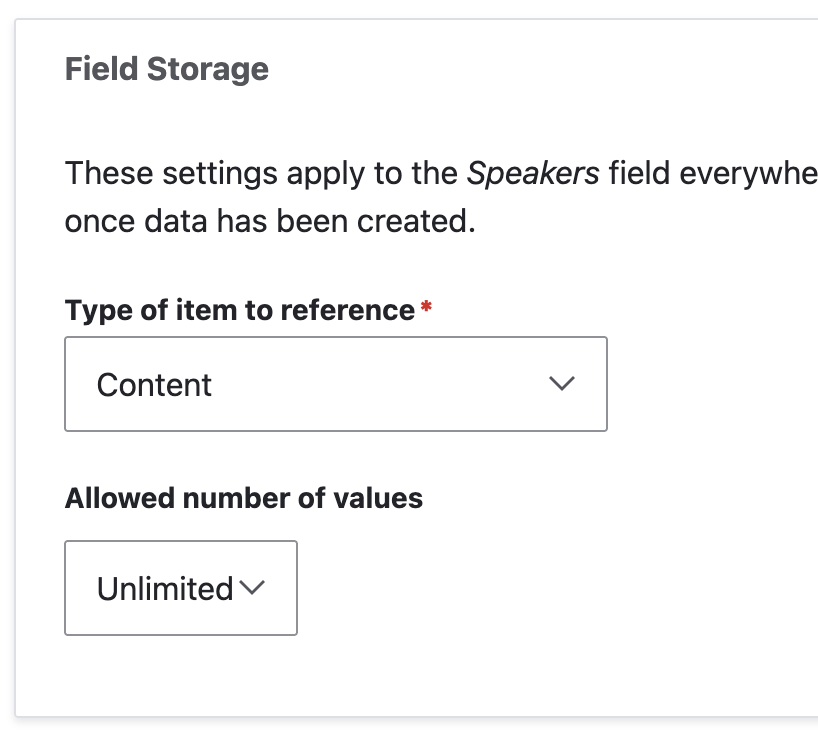 Field Storage
These settings apply to the Speakers field everywhe
once data has been created.
Type of item to reference*
Content
Allowed number of values
Unlimited